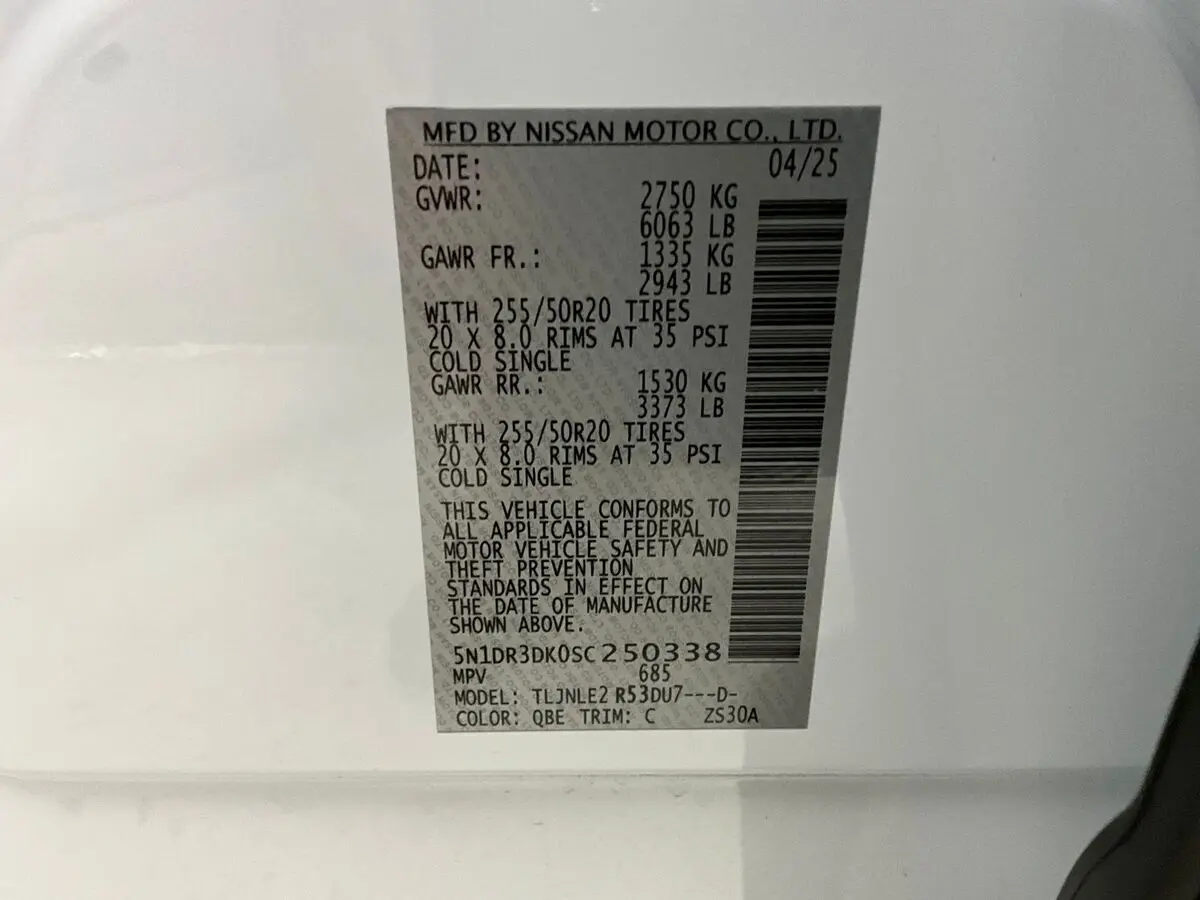 MFD BY NISSAN MOTOR CO., LTD.
DATE: 04/25
GVWR: 2750 KG
6063 LB
GAWR FR.: 1335 KG
2943 LB
WITH 255/50R20 TIRES
20 X 8.0 RIMS AT 35 PSI
COLD SINGLE
GAWR RR.: 1530 KG
3373 LB
WITH 255/50R20 TIRES
20 X 8.0 RIMS AT 35 PSI
COLD SINGLE
THIS VEHICLE CONFORMS TO
ALL APPLICABLE FEDERAL
MOTOR VEHICLE SAFETY AND
THEFT PREVENTION
STANDARDS IN EFFECT ON
THE DATE OF MANUFACTURE
SHOWN ABOVE.
5N1DR3DK0SC250338
MPV 685
MODEL: TLJNLE2 R53DU7---D-
COLOR: QBE TRIM: C ZS30A